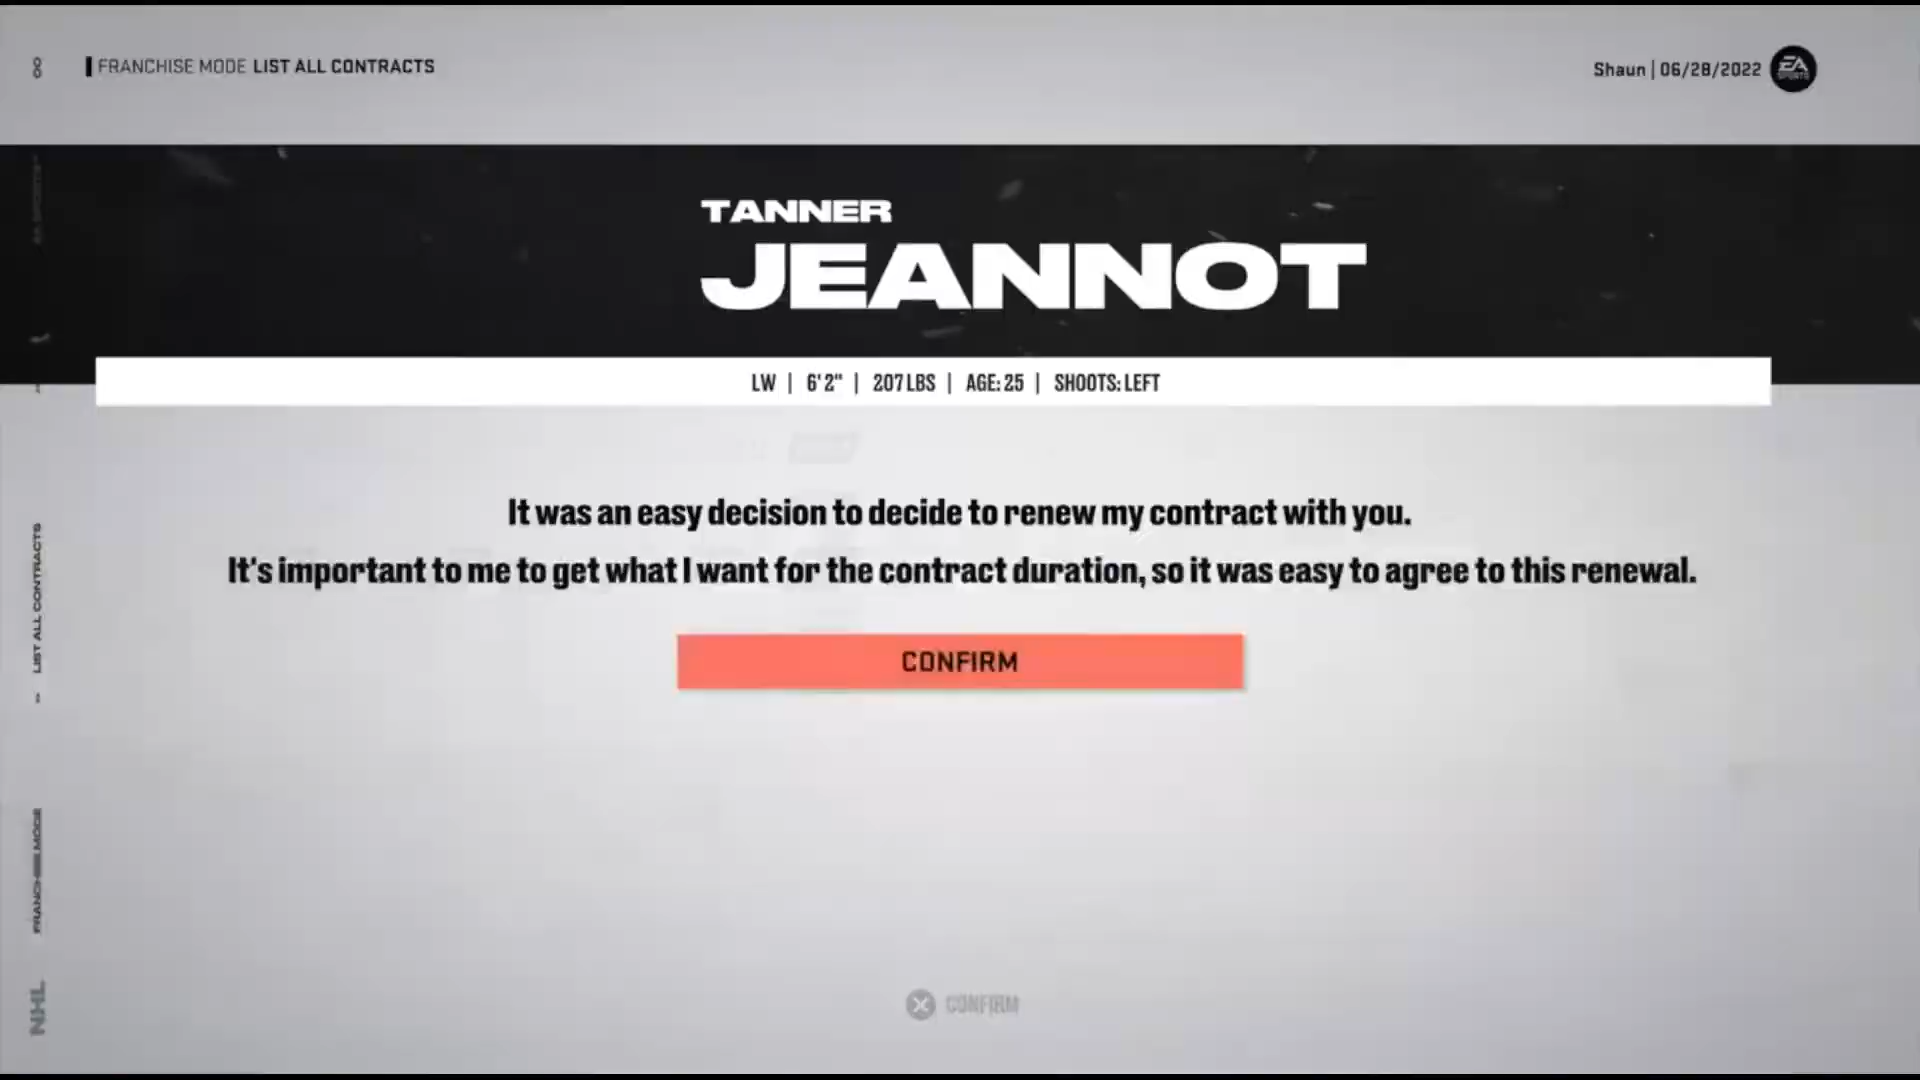 FRANCHISE MODE LIST ALL CONTRACTS
Shaun | 06/28/2022
EA SPORTS
TANNER
JEANNOT
LW | 6'2" | 207 LBS | AGE: 25 | SHOOTS: LEFT
It was an easy decision to decide to renew my contract with you.
It's important to me to get what I want for the contract duration, so it was easy to agree to this renewal.
CONFIRM
CONFIRM
LIST ALL CONTRACTS
FRANCHISE MODE
NHL